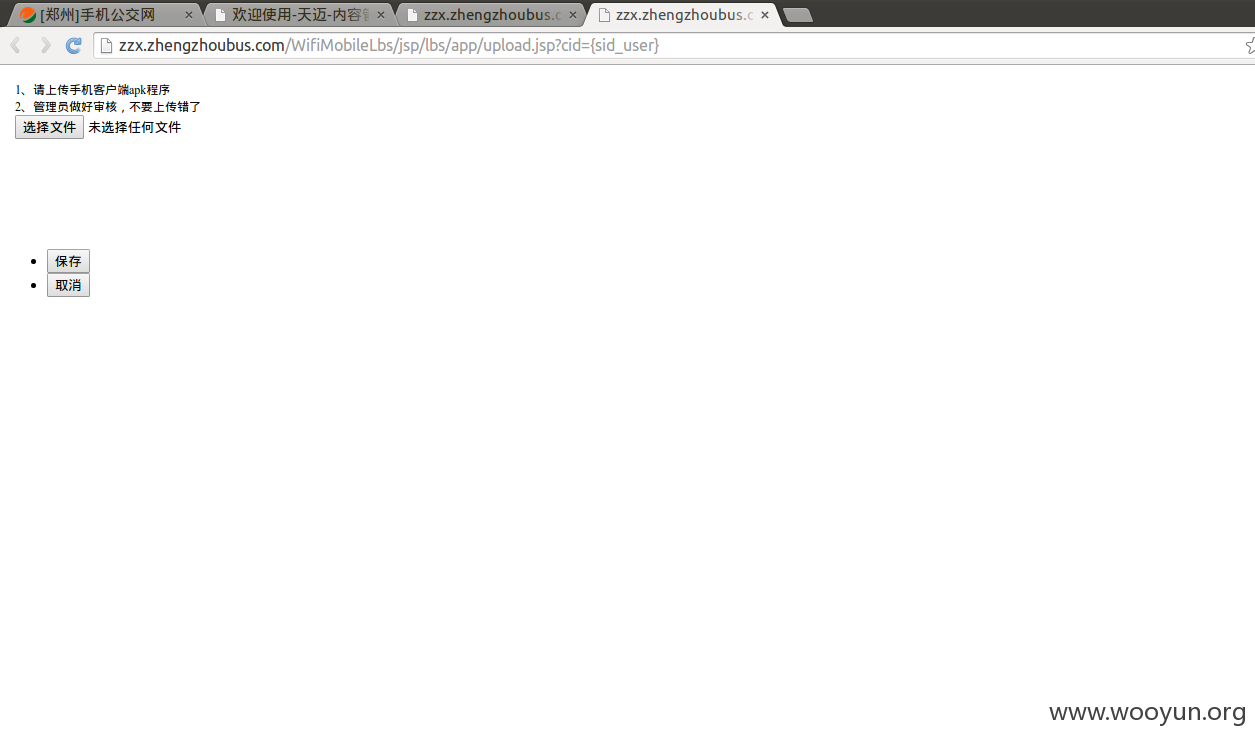 [郑州]手机公交网
欢迎使用-天迈-内容
zzx.zhengzhoubus.c
zzx.zhengzhoubus.c
zzx.zhengzhoubus.com/WifiMobileLbs/jsp/lbs/app/upload.jsp?cid={sid_user}
1、请上传手机客户端apk程序
2、管理员做好审核，不要上传错了
选择文件 未选择任何文件
保存
取消
www.wooyun.org